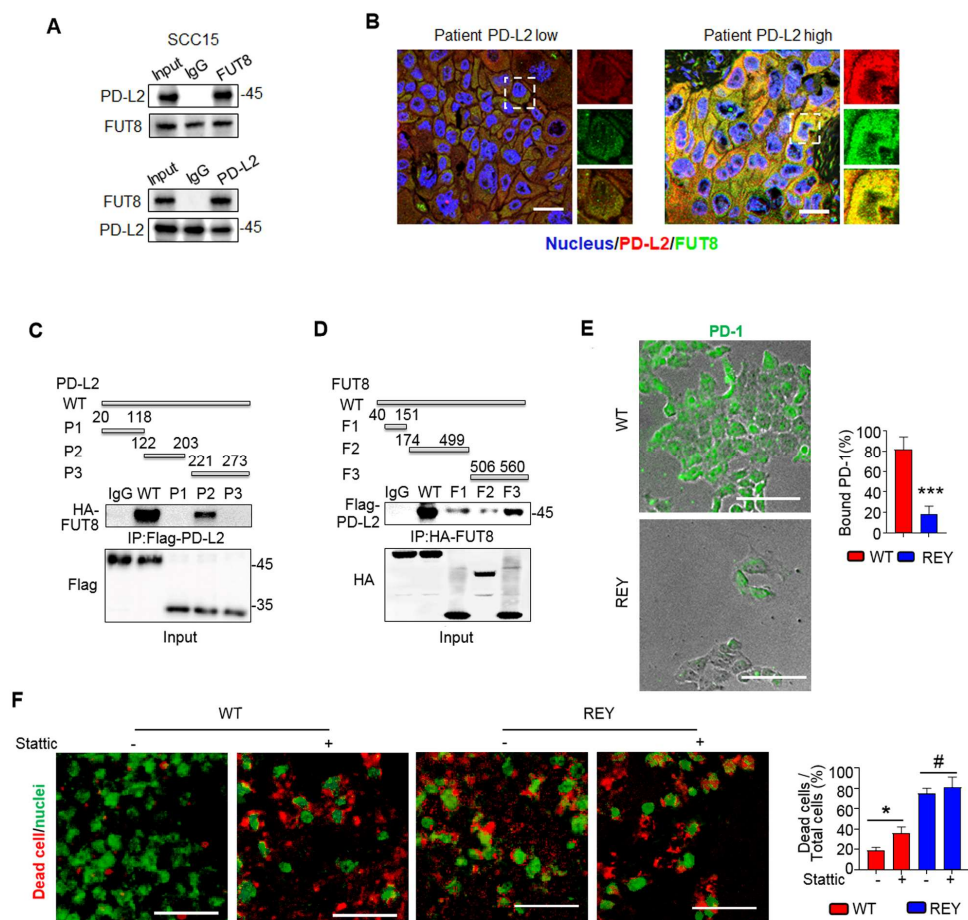 A
SCC15
Input IgG FUT8
PD-L2 -45
FUT8
Input IgG PD-L2
FUT8
PD-L2 -45
B
Patient PD-L2 low Patient PD-L2 high
Nucleus/PD-L2/FUT8
C
PD-L2
WT
20 118
P1
122 203
P2
221 273
P3
IgG WT P1 P2 P3
HA-
FUT8
IP:Flag-PD-L2
-45
Flag
-35
Input
D
FUT8
WT
40 151
F1
174 499
F2
506 560
F3
IgG WT F1 F2 F3
Flag-
PD-L2 -45
IP:HA-FUT8
HA
Input
E
PD-1
WT
REY
Bound PD-1(%)
100
80
60
40
20
0
***
WT REY
F
WT REY
Stattic - + - +
Dead cell/nuclei
Dead cells/
Total cells (%)
100
80
60
40
20
0
* #
Stattic - + - +
WT REY